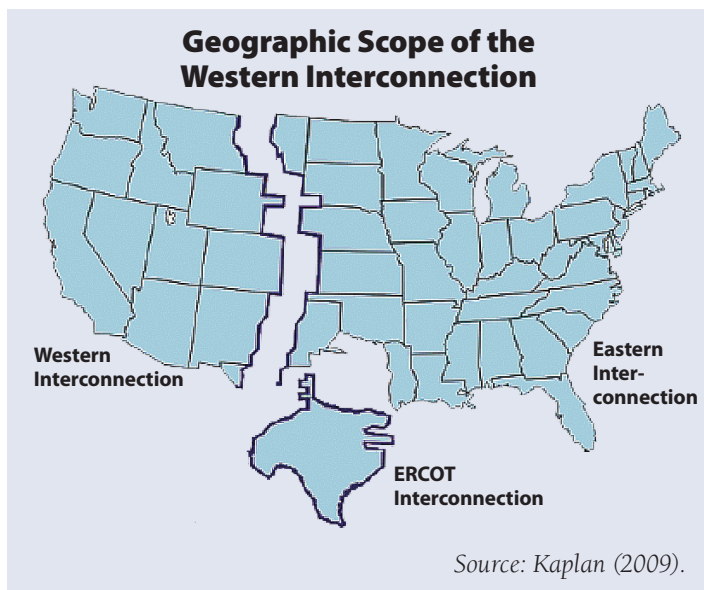 Geographic Scope of the
Western Interconnection
Western
Interconnection
Eastern
Inter-
connection
ERCOT
Interconnection
Source: Kaplan (2009).